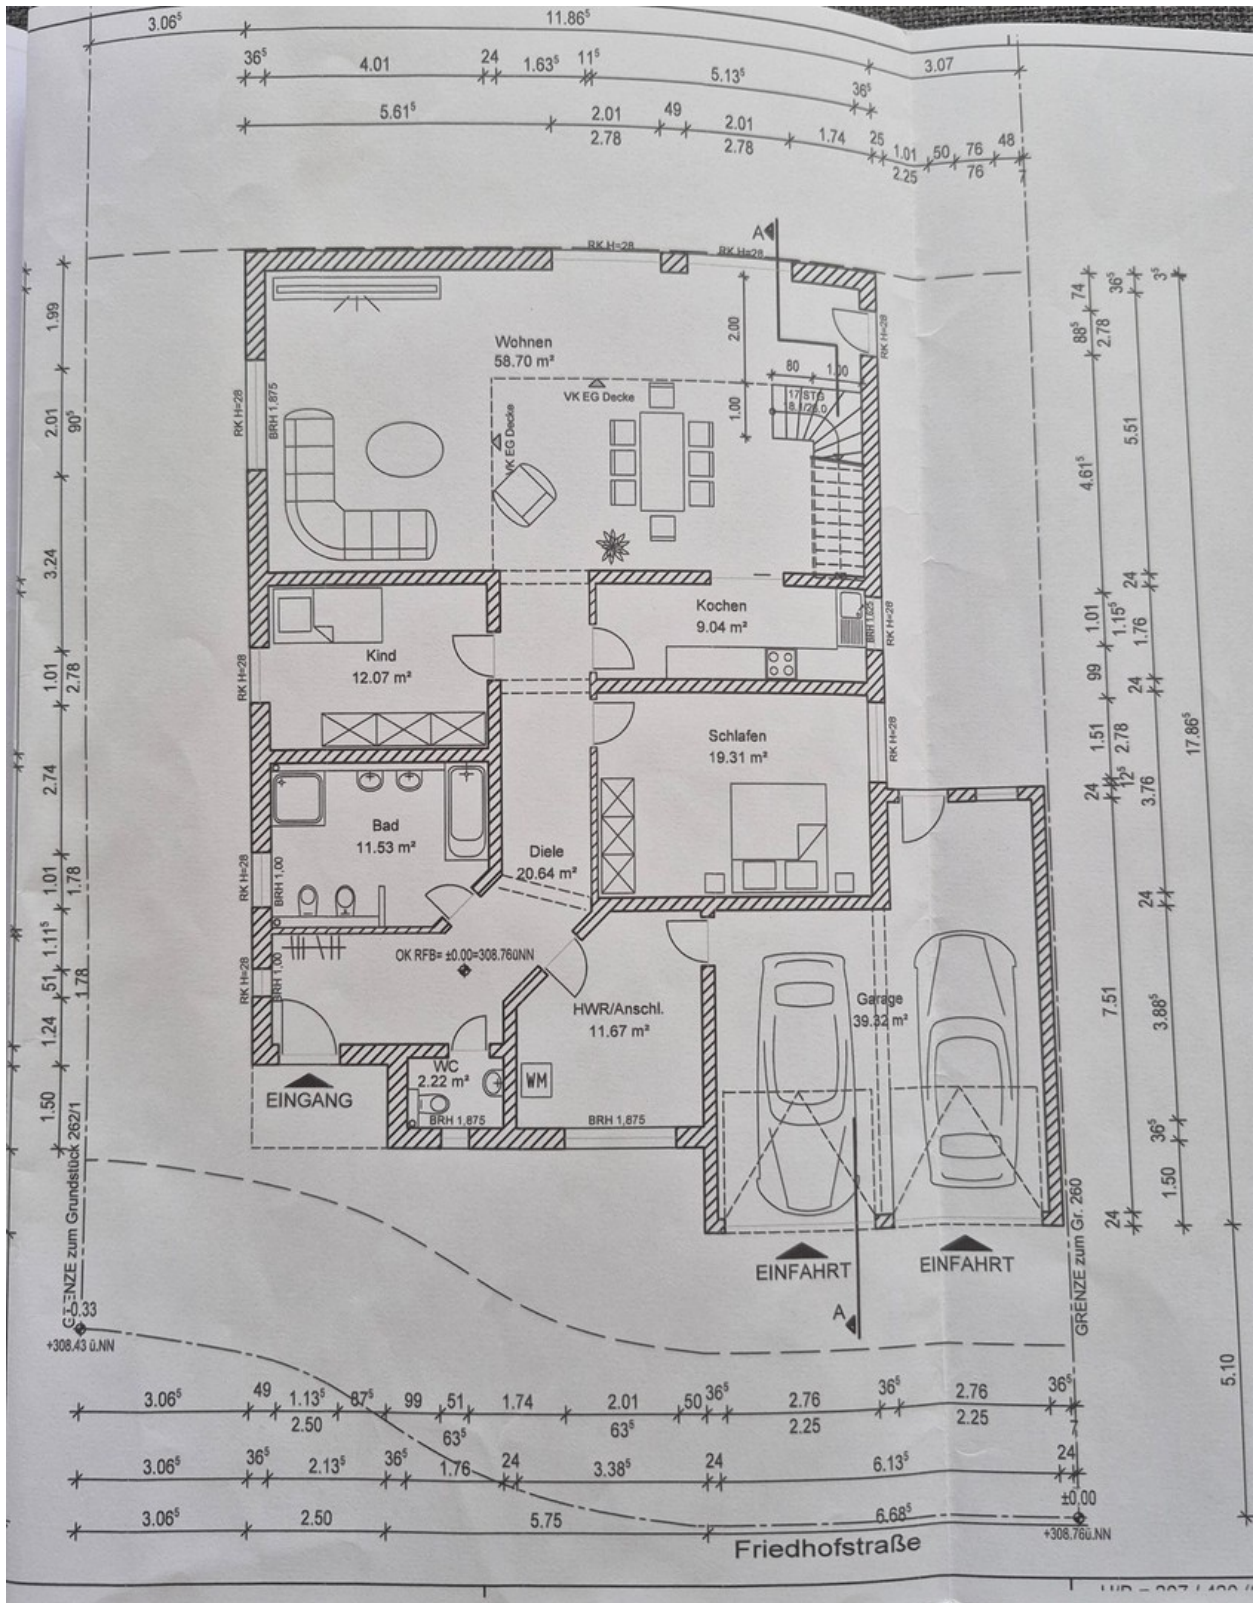 3.06⁵ 11.86⁵
36⁵ 4.01 24 1.63⁵ 11⁵ 5.13⁵ 3.07
36⁵
5.61⁵ 2.01 49 2.01 1.74 25 1.01 50 76 48
2.78 2.78 2.25 76 7
A
RK H=28 RK H=28
Wohnen
58.70 m²
2.00
RK H=28
80 1.00
17 STG
VK EG Decke
1.00
VK EG Decke
RK H=28
BRH 1,875
Kochen
9.04 m²
BRH 1.625
RK H=28
Kind
12.07 m²
RK H=28
Schlafen
19.31 m²
RK H=28
Bad
11.53 m²
RK H=28
BRH 1,00
Diele
20.64 m²
OK RFB= ±0.00=308.76üNN
RK H=28
BRH 1,00
HWR/Anschl.
11.67 m²
Garage
39.32 m²
WC
2.22 m²
WM
BRH 1,875 BRH 1,875
EINGANG
EINFAHRT EINFAHRT
A
1.99
2.01
90⁵
3.24
1.01
2.78
2.74
1.01
1.78
1.11⁵
51
1.78
1.24
1.50
GRENZE zum Grundstück 262/1
-0.33
+308.43 ü.NN
74 36⁵ 3⁵
88⁵
2.78
4.61⁵ 5.51
24
1.01 1.15⁵ 1.76
99 24
1.51 2.78
17.86⁵
24 12⁵ 3.76
24
7.51 3.88⁵
36⁵
1.50
24
GRENZE zum Gr. 260
5.10
3.06⁵ 49 1.13⁵ 87⁵ 99 51 1.74 2.01 50 36⁵ 2.76 36⁵ 2.76 36⁵
2.50 63⁵ 63⁵ 2.25 2.25 7
3.06⁵ 36⁵ 2.13⁵ 36⁵ 1.76 24 3.38⁵ 24 6.13⁵ 24
±0.00
3.06⁵ 2.50 5.75 6.68⁵
+308.76ü.NN
Friedhofstraße